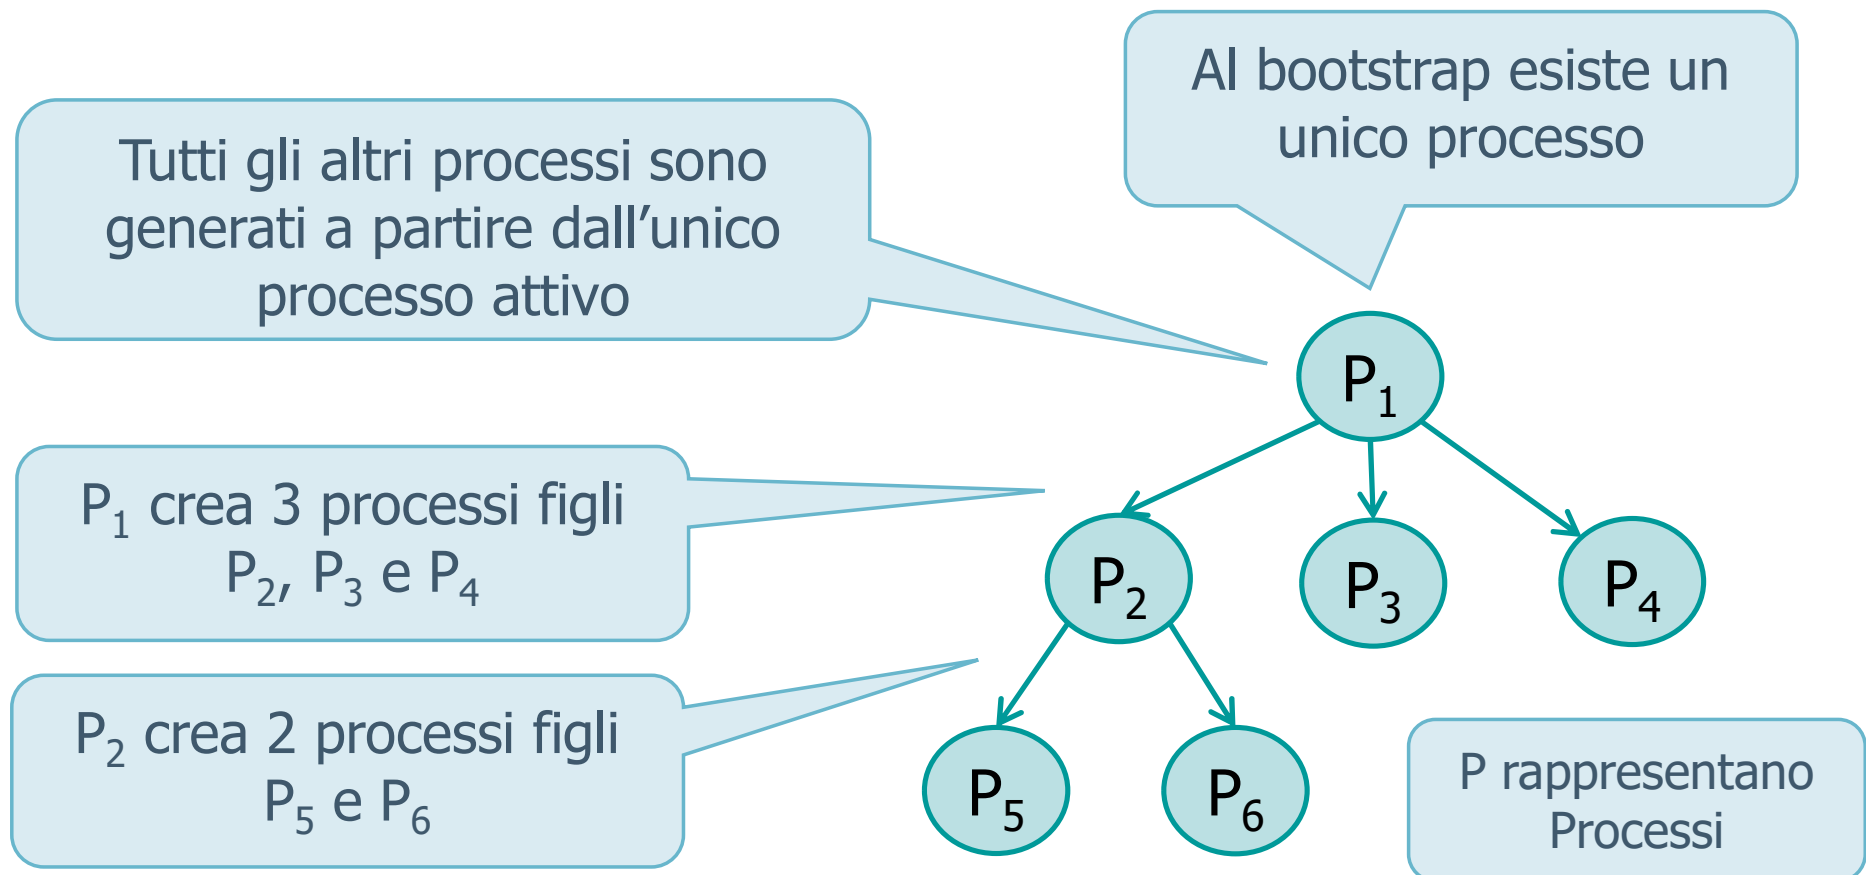 Al bootstrap esiste un
unico processo
Tutti gli altri processi sono
generati a partire dall’unico
processo attivo
P1
P1 crea 3 processi figli
P2, P3 e P4
P2
P3
P4
P2 crea 2 processi figli
P5 e P6
P5
P6
P rappresentano
Processi